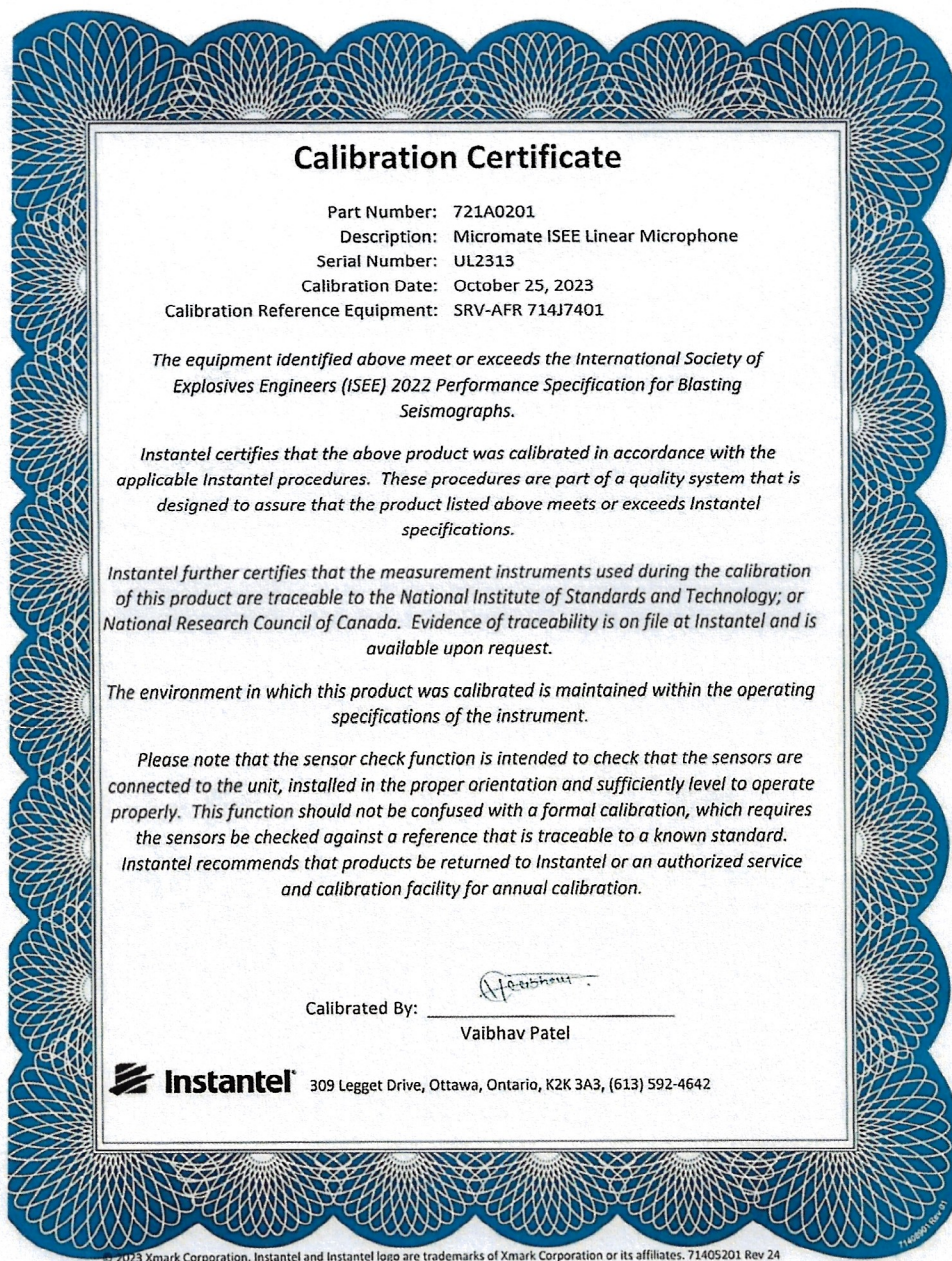 Calibration Certificate
Part Number: 721A0201
Description: Micromate ISEE Linear Microphone
Serial Number: UL2313
Calibration Date: October 25, 2023
Calibration Reference Equipment: SRV-AFR 714J7401
The equipment identified above meet or exceeds the International Society of
Explosives Engineers (ISEE) 2022 Performance Specification for Blasting
Seismographs.
Instantel certifies that the above product was calibrated in accordance with the
applicable Instantel procedures. These procedures are part of a quality system that is
designed to assure that the product listed above meets or exceeds Instantel
specifications.
Instantel further certifies that the measurement instruments used during the calibration
of this product are traceable to the National Institute of Standards and Technology; or
National Research Council of Canada. Evidence of traceability is on file at Instantel and is
available upon request.
The environment in which this product was calibrated is maintained within the operating
specifications of the instrument.
Please note that the sensor check function is intended to check that the sensors are
connected to the unit, installed in the proper orientation and sufficiently level to operate
properly. This function should not be confused with a formal calibration, which requires
the sensors be checked against a reference that is traceable to a known standard.
Instantel recommends that products be returned to Instantel or an authorized service
and calibration facility for annual calibration.
Calibrated By:
Vaibhav Patel
Instantel 309 Legget Drive, Ottawa, Ontario, K2K 3A3, (613) 592-4642
© 2023 Xmark Corporation. Instantel and Instantel logo are trademarks of Xmark Corporation or its affiliates. 71405201 Rev 24